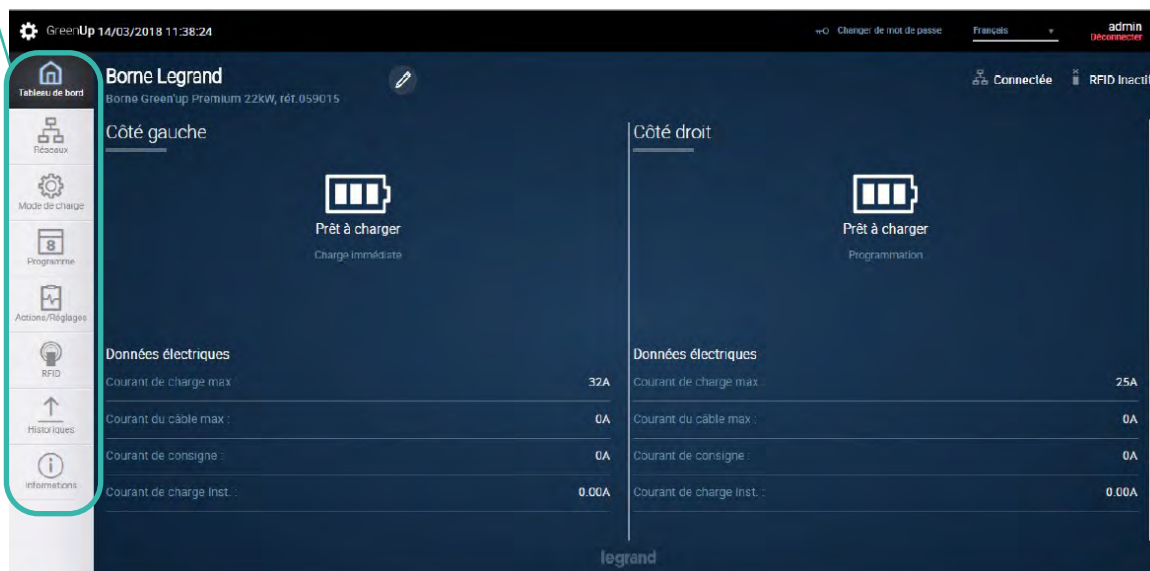 GreenUp 14/03/2018 11:38:24
Changer de mot de passe
Français
admin
Déconnecter
Tableau de bord
Réseaux
Mode de charge
8
Programme
Actions/Réglages
RFID
Historiques
Informations
Borne Legrand
Borne Green'up Premium 22kW, réf.059015
Connectée
RFID Inactif
Côté gauche
Prêt à charger
Charge immédiate
Données électriques
Courant de charge max : 32A
Courant du câble max : 0A
Courant de consigne : 0A
Courant de charge Inst. : 0.00A
Côté droit
Prêt à charger
Programmation
Données électriques
Courant de charge max : 25A
Courant du câble max : 0A
Courant de consigne : 0A
Courant de charge Inst. : 0.00A
legrand